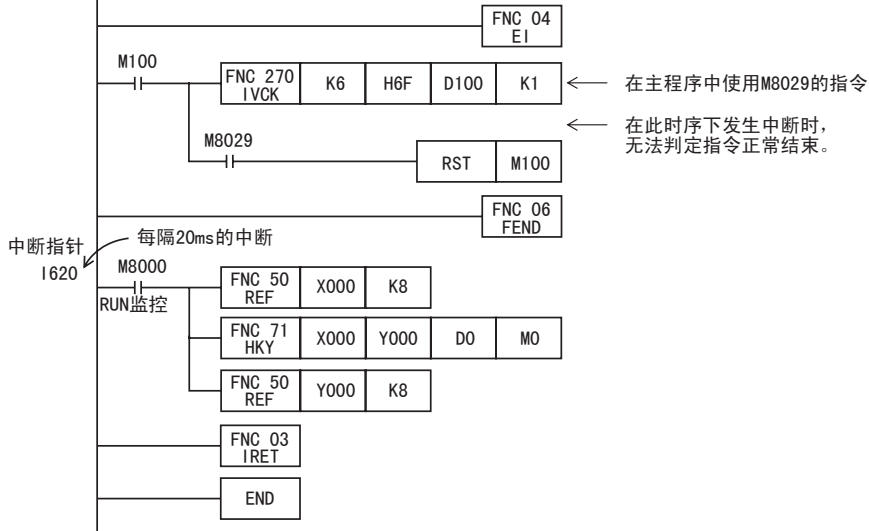 FNC 04
EI
M100
FNC 270
IVCK
K6
H6F
D100
K1
在主程序中使用M8029的指令
在此时序下发生中断时，
无法判定指令正常结束。
M8029
RST
M100
FNC 06
FEND
中断指针
I620
每隔20ms的中断
M8000
RUN监控
FNC 50
REF
X000
K8
FNC 71
HKY
X000
Y000
D0
M0
FNC 50
REF
Y000
K8
FNC 03
IRET
END